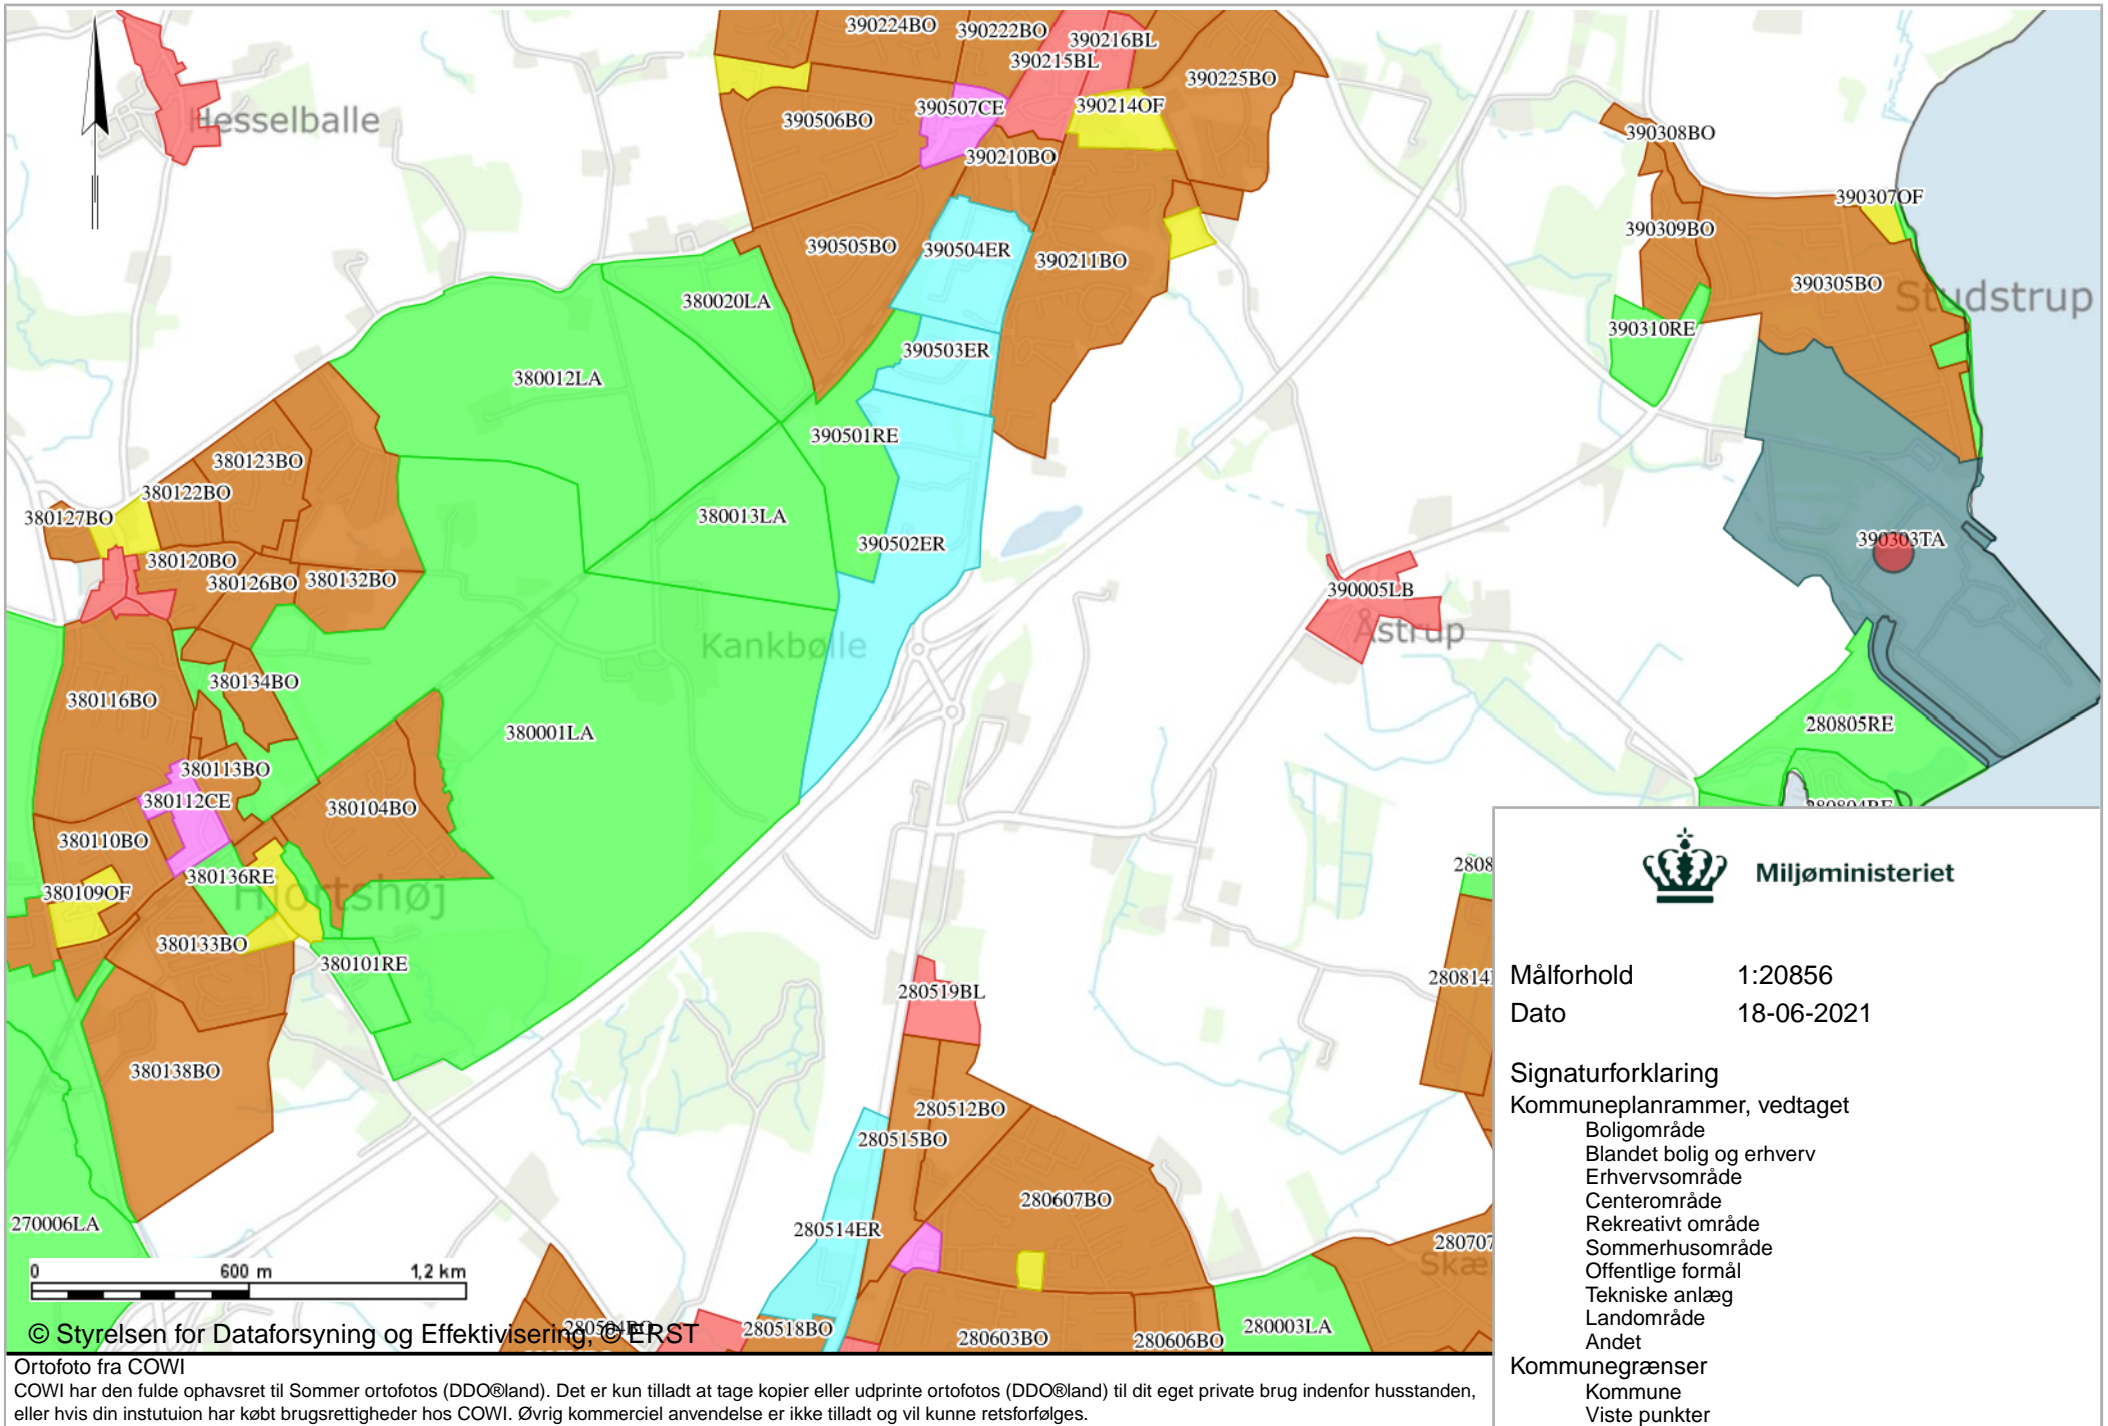 390224BO
390222BO
390216BL
390215BL
390225BO
390507CE
390214OF
390506BO
Hesselballe
390308BO
390210BO
390307OF
390309BO
390505BO
390504ER
390211BO
390305BO
Studstrup
380020LA
390310RE
390503ER
380012LA
390501RE
380123BO
380122BO
380127BO
380013LA
390502ER
390303TA
380120BO
380126BO
380132BO
390005LB
Åstrup
Kankbølle
380134BO
380116BO
380001LA
280805RE
380113BO
380112CE
380104BO
280804RE
380110BO
380136RE
380109OF
Hjortshøj
380133BO
380101RE
280519BL
280814
380138BO
280512BO
280515BO
280607BO
270006LA
280514ER
280707
280518BO
280603BO
280606BO
280003LA
0 600 m 1,2 km
© Styrelsen for Dataforsyning og Effektivisering, © ERST
Ortofoto fra COWI
COWI har den fulde ophavsret til Sommer ortofotos (DDO®land). Det er kun tilladt at tage kopier eller udprinte ortofotos (DDO®land) til dit eget private brug indenfor husstanden,
eller hvis din instutuion har købt brugsrettigheder hos COWI. Øvrig kommerciel anvendelse er ikke tilladt og vil kunne retsforfølges.
Miljøministeriet
Målforhold 1:20856
Dato 18-06-2021
Signaturforklaring
Kommuneplanrammer, vedtaget
Boligområde
Blandet bolig og erhverv
Erhvervsområde
Centerområde
Rekreativt område
Sommerhusområde
Offentlige formål
Tekniske anlæg
Landområde
Andet
Kommunegrænser
Kommune
Viste punkter